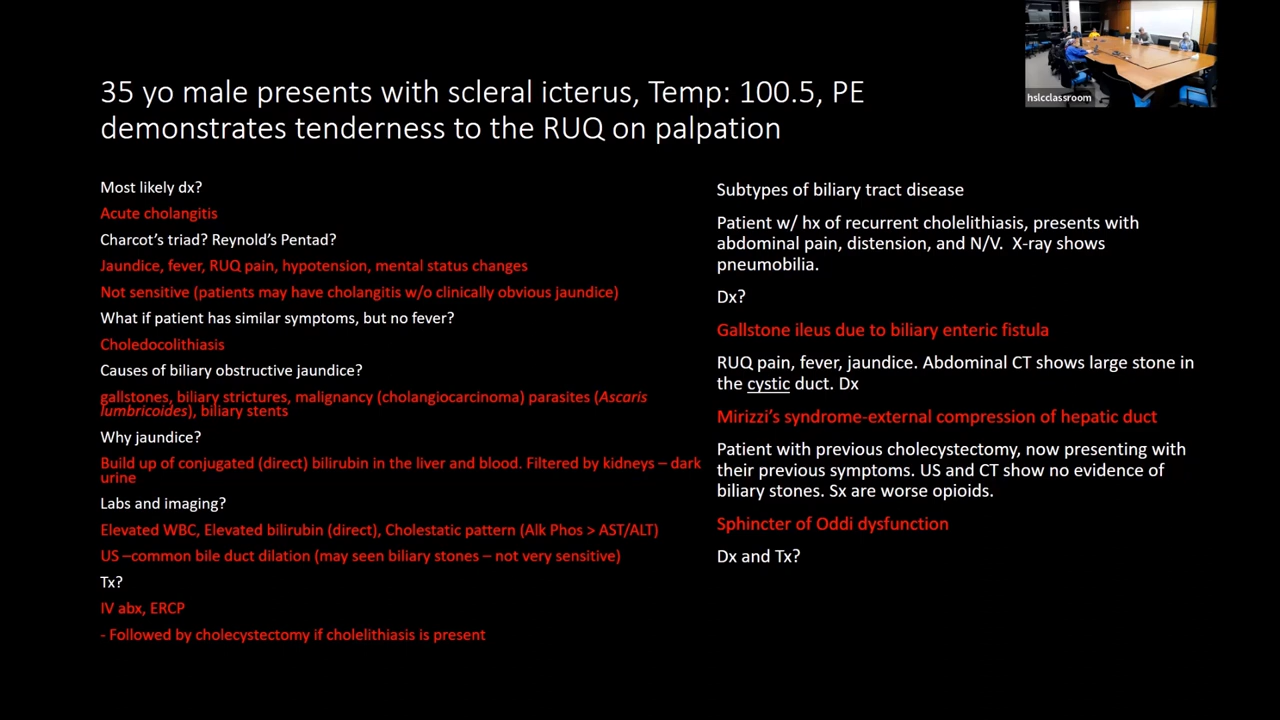 35 yo male presents with scleral icterus, Temp: 100.5, PE
demonstrates tenderness to the RUQ on palpation
hslcclassroom
Most likely dx?
Acute cholangitis
Charcot’s triad? Reynold’s Pentad?
Jaundice, fever, RUQ pain, hypotension, mental status changes
Not sensitive (patients may have cholangitis w/o clinically obvious jaundice)
What if patient has similar symptoms, but no fever?
Choledocolithiasis
Causes of biliary obstructive jaundice?
gallstones, biliary strictures, malignancy (cholangiocarcinoma) parasites (Ascaris
lumbricoides), biliary stents
Why jaundice?
Build up of conjugated (direct) bilirubin in the liver and blood. Filtered by kidneys – dark
urine
Labs and imaging?
Elevated WBC, Elevated bilirubin (direct), Cholestatic pattern (Alk Phos > AST/ALT)
US –common bile duct dilation (may seen biliary stones – not very sensitive)
Tx?
IV abx, ERCP
- Followed by cholecystectomy if cholelithiasis is present
Subtypes of biliary tract disease
Patient w/ hx of recurrent cholelithiasis, presents with
abdominal pain, distension, and N/V. X-ray shows
pneumobilia.
Dx?
Gallstone ileus due to biliary enteric fistula
RUQ pain, fever, jaundice. Abdominal CT shows large stone in
the cystic duct. Dx
Mirizzi’s syndrome-external compression of hepatic duct
Patient with previous cholecystectomy, now presenting with
their previous symptoms. US and CT show no evidence of
biliary stones. Sx are worse opioids.
Sphincter of Oddi dysfunction
Dx and Tx?